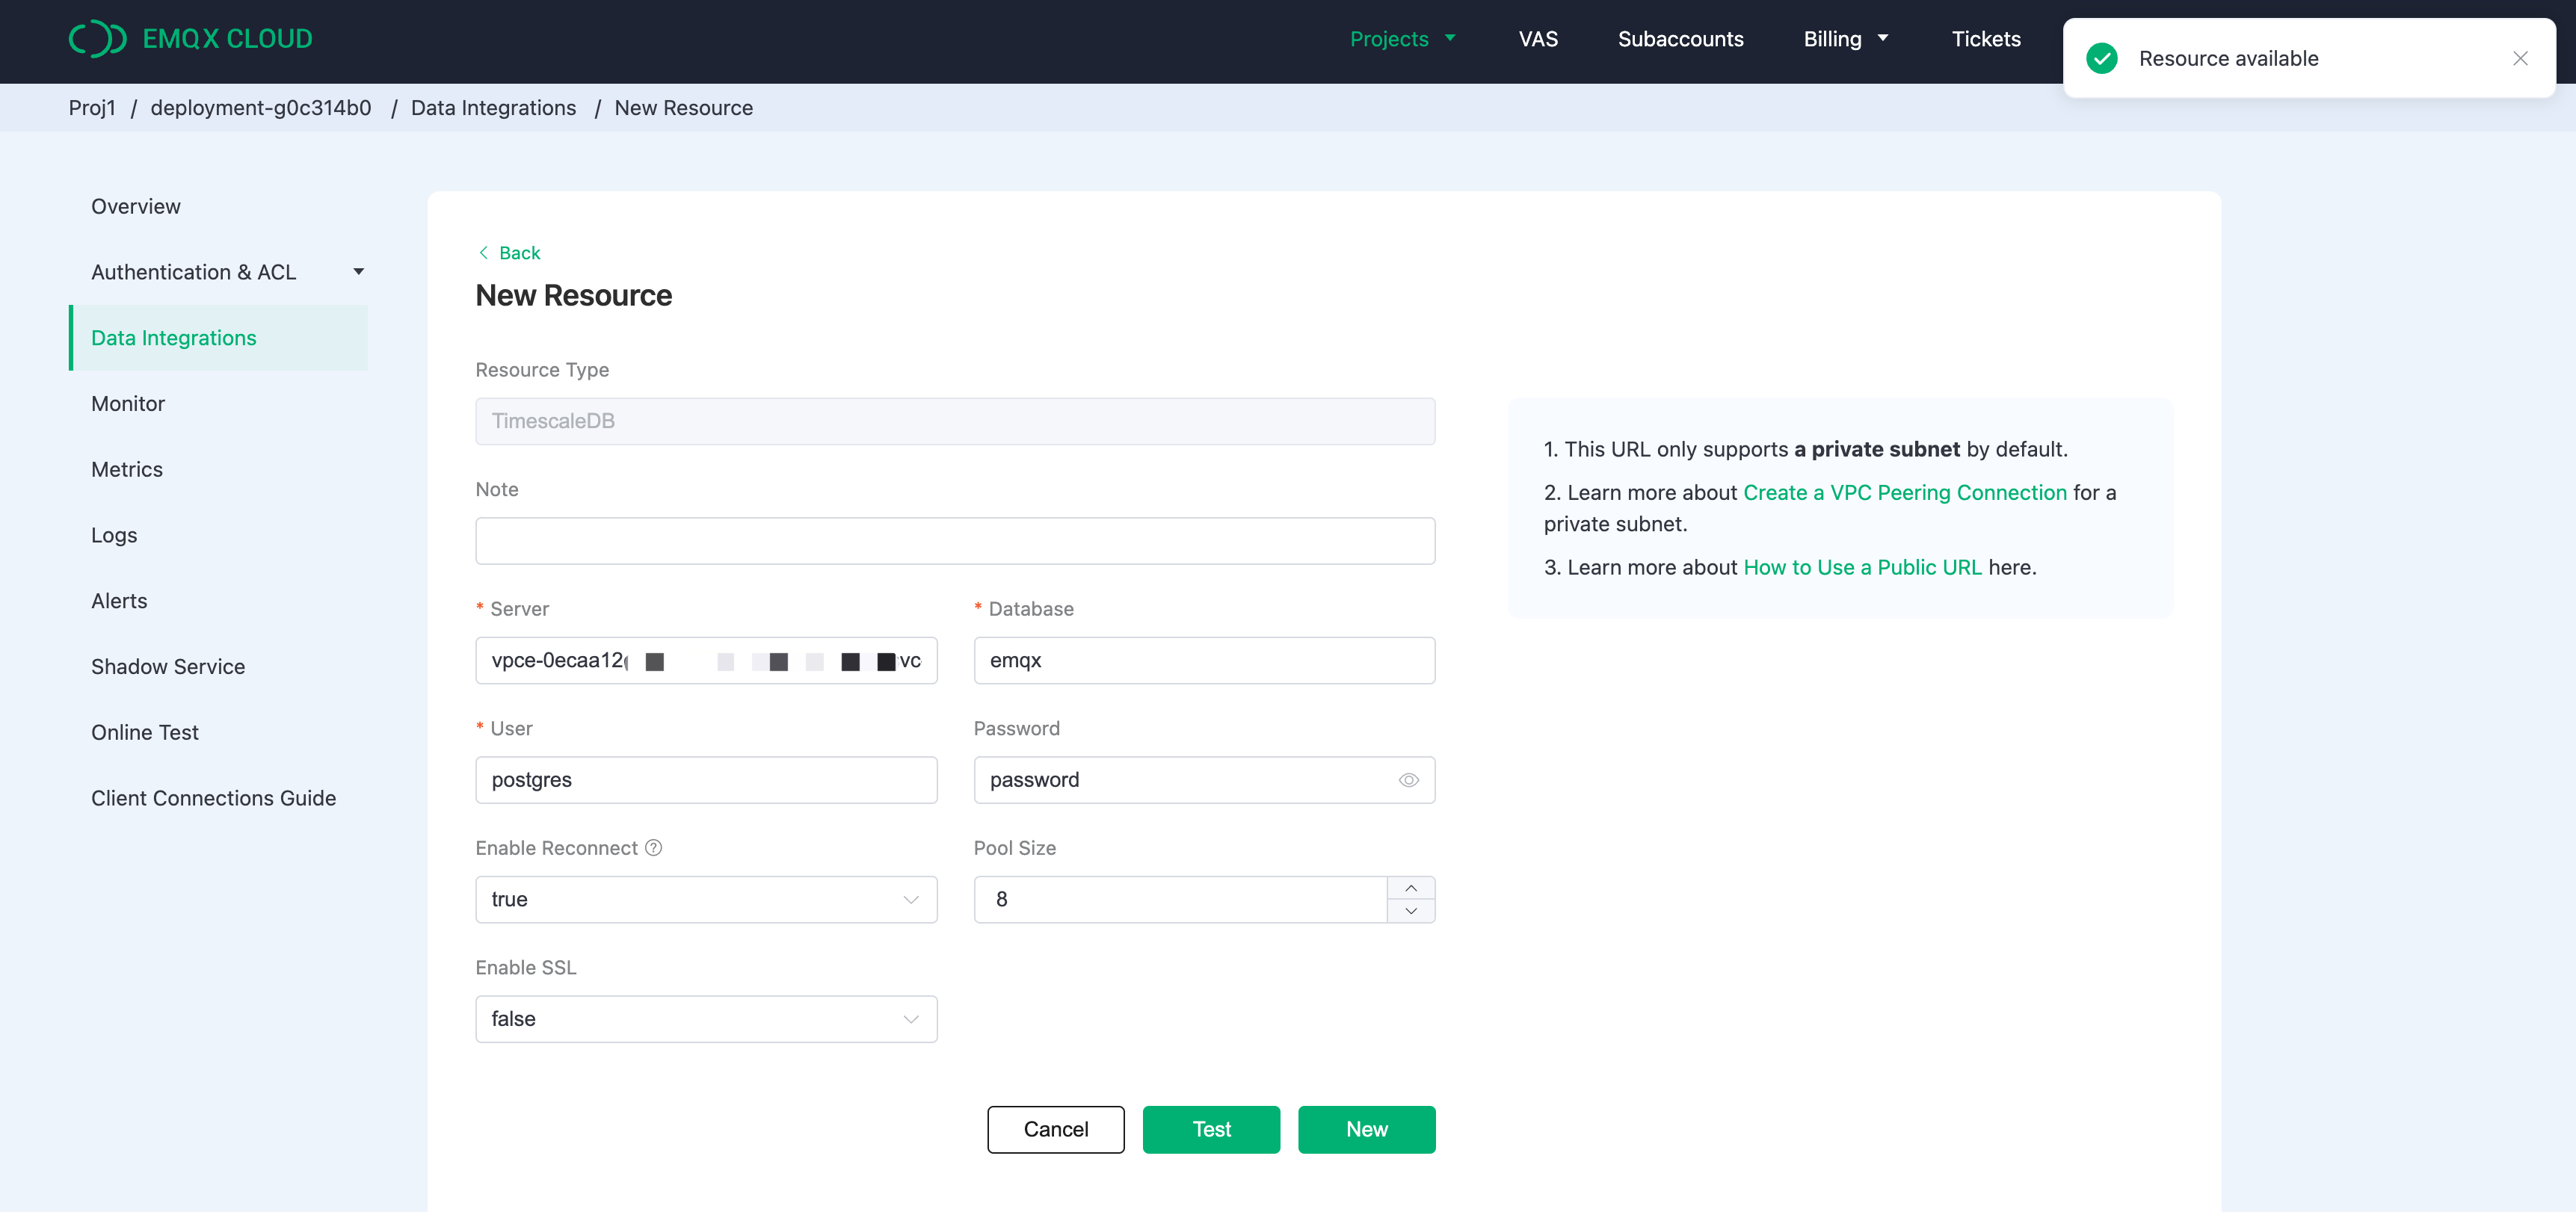 EMQX CLOUD
Projects VAS Subaccounts Billing Tickets
Resource available
Proj1 / deployment-g0c314b0 / Data Integrations / New Resource
Overview
Authentication & ACL
Data Integrations
Monitor
Metrics
Logs
Alerts
Shadow Service
Online Test
Client Connections Guide
Back
New Resource
Resource Type
TimescaleDB
Note
* Server
vpce-0ecaa12 vc
* Database
emqx
* User
postgres
Password
password
Enable Reconnect ?
true
Pool Size
8
Enable SSL
false
Cancel
Test
New
1. This URL only supports a private subnet by default.
2. Learn more about Create a VPC Peering Connection for a
private subnet.
3. Learn more about How to Use a Public URL here.